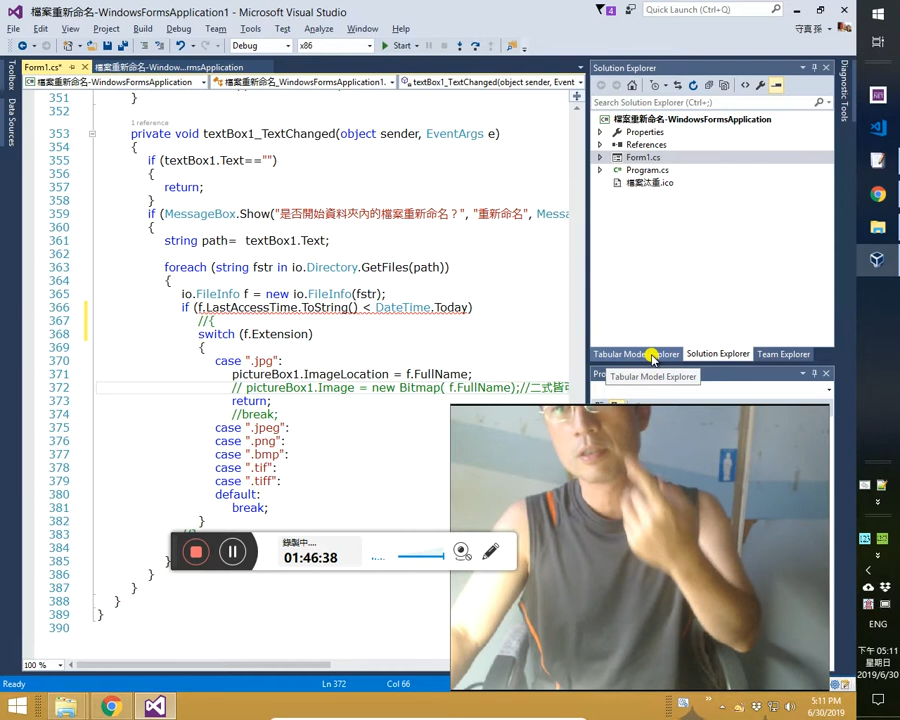 檔案重新命名-WindowsFormsApplication1 - Microsoft Visual Studio
4
Quick Launch (Ctrl+Q)
File Edit View Project Build Debug Team Tools Test Analyze Window Help
守真孫
Debug x86 Start
Form1.cs* 檔案重新命名-Window...rmsApplication
檔案重新命名-WindowsFormsApplication 檔案重新命名_WindowsFormsApplication1. textBox1_TextChanged(object sender, Event
Toolbox
Data Sources
351 }
352
1 reference
353 private void textBox1_TextChanged(object sender, EventArgs e)
354 {
355 if (textBox1.Text=="")
356 {
357 return;
358 }
359 if (MessageBox.Show("是否開始資料夾內的檔案重新命名？", "重新命名", Messa
360 {
361 string path= textBox1.Text;
362
363 foreach (string fstr in io.Directory.GetFiles(path))
364 {
365 io.FileInfo f = new io.FileInfo(fstr);
366 if (f.LastAccessTime.ToString() < DateTime.Today)
367 //{
368 switch (f.Extension)
369 {
370 case ".jpg":
371 pictureBox1.ImageLocation = f.FullName;
372 // pictureBox1.Image = new Bitmap( f.FullName);//二式皆可
373 return;
374 //break;
375 case ".jpeg":
376 case ".png":
377 case ".bmp":
378 case ".tif":
379 case ".tiff":
380 default:
381 break;
382 }
383
384
385
386 }
387 }
388 }
389 }
390
100 %
Solution Explorer
Search Solution Explorer (Ctrl+;)
檔案重新命名-WindowsFormsApplication
Properties
References
Form1.cs
Program.cs
檔案汰重.ico
Tabular Model Explorer Solution Explorer Team Explorer
Tabular Model Explorer
Diagnostic Tools
錄製中....
01:46:38
Ready Ln 372 Col 66
ENG
下午 05:11
星期日
2019/6/30
5:11 PM
6/30/2019